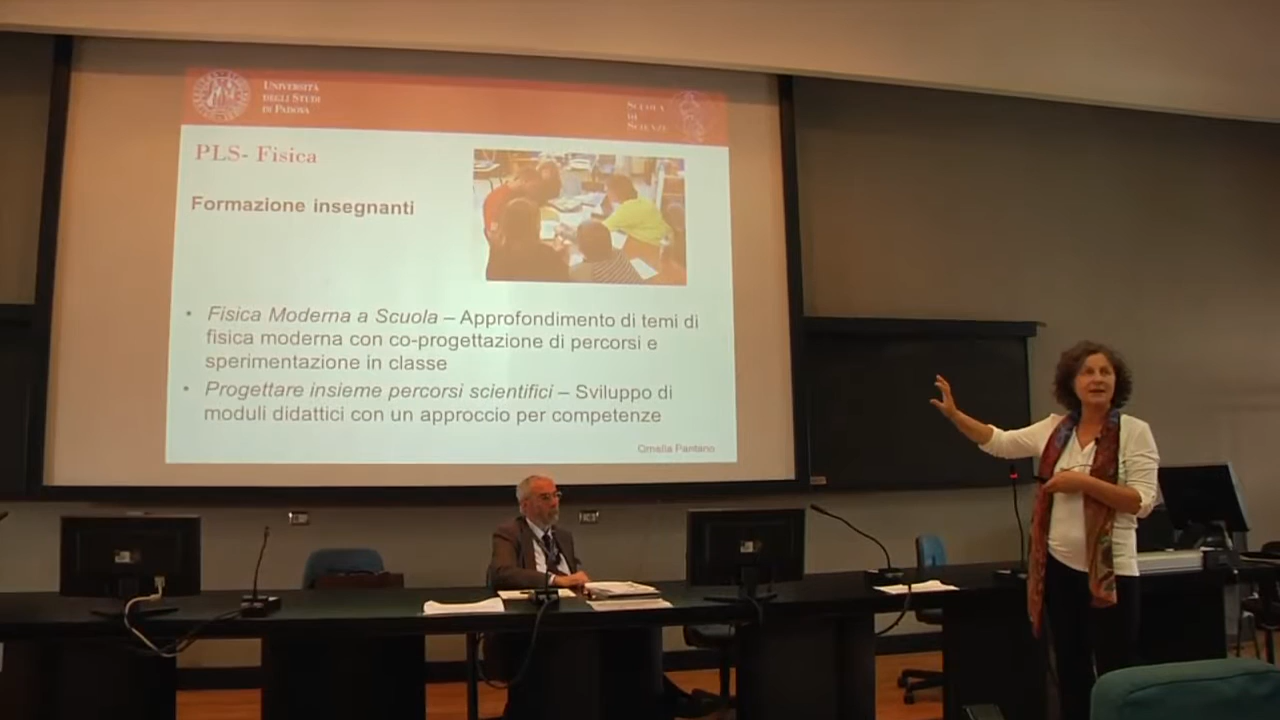 UNIVERSITÀ
DEGLI STUDI
DI PADOVA
SCUOLA
DI
SCIENZE
PLS- Fisica
Formazione insegnanti
• Fisica Moderna a Scuola – Approfondimento di temi di
fisica moderna con co-progettazione di percorsi e
sperimentazione in classe
• Progettare insieme percorsi scientifici – Sviluppo di
moduli didattici con un approccio per competenze
Ornella Pantano